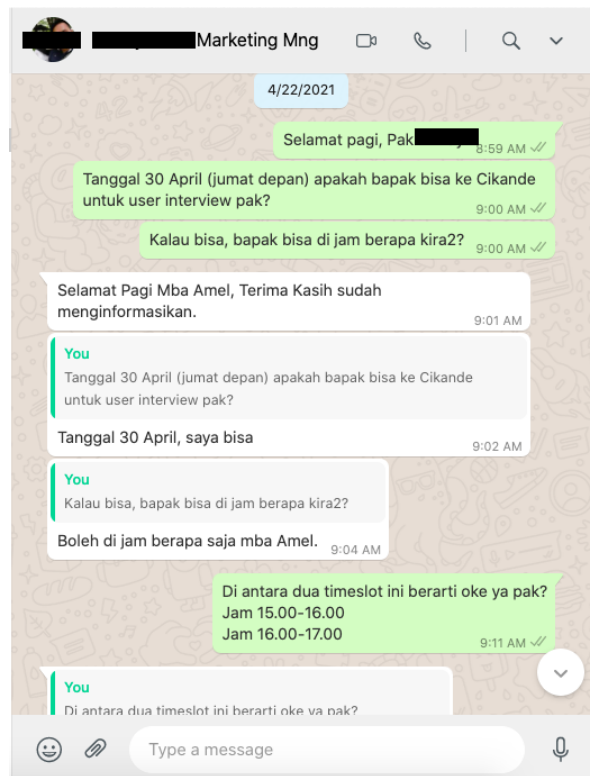 Marketing Mng
4/22/2021
Selamat pagi, Pak
8:59 AM
Tanggal 30 April (jumat depan) apakah bapak bisa ke Cikande
untuk user interview pak?
9:00 AM
Kalau bisa, bapak bisa di jam berapa kira2?
9:00 AM
Selamat Pagi Mba Amel, Terima Kasih sudah
menginformasikan.
9:01 AM
You
Tanggal 30 April (jumat depan) apakah bapak bisa ke Cikande
untuk user interview pak?
Tanggal 30 April, saya bisa
9:02 AM
You
Kalau bisa, bapak bisa di jam berapa kira2?
Boleh di jam berapa saja mba Amel.
9:04 AM
Di antara dua timeslot ini berarti oke ya pak?
Jam 15.00-16.00
Jam 16.00-17.00
9:11 AM
You
Di antara dua timeslot ini berarti oke ya pak?
Type a message